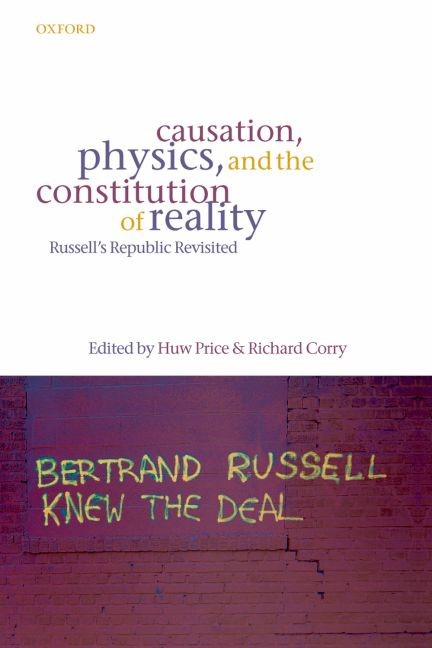 OXFORD
causation,
physics, and the
constitution
of reality
Russell's Republic Revisited
Edited by Huw Price & Richard Corry
BERTRAND RUSSELL
KNEW THE DEAL